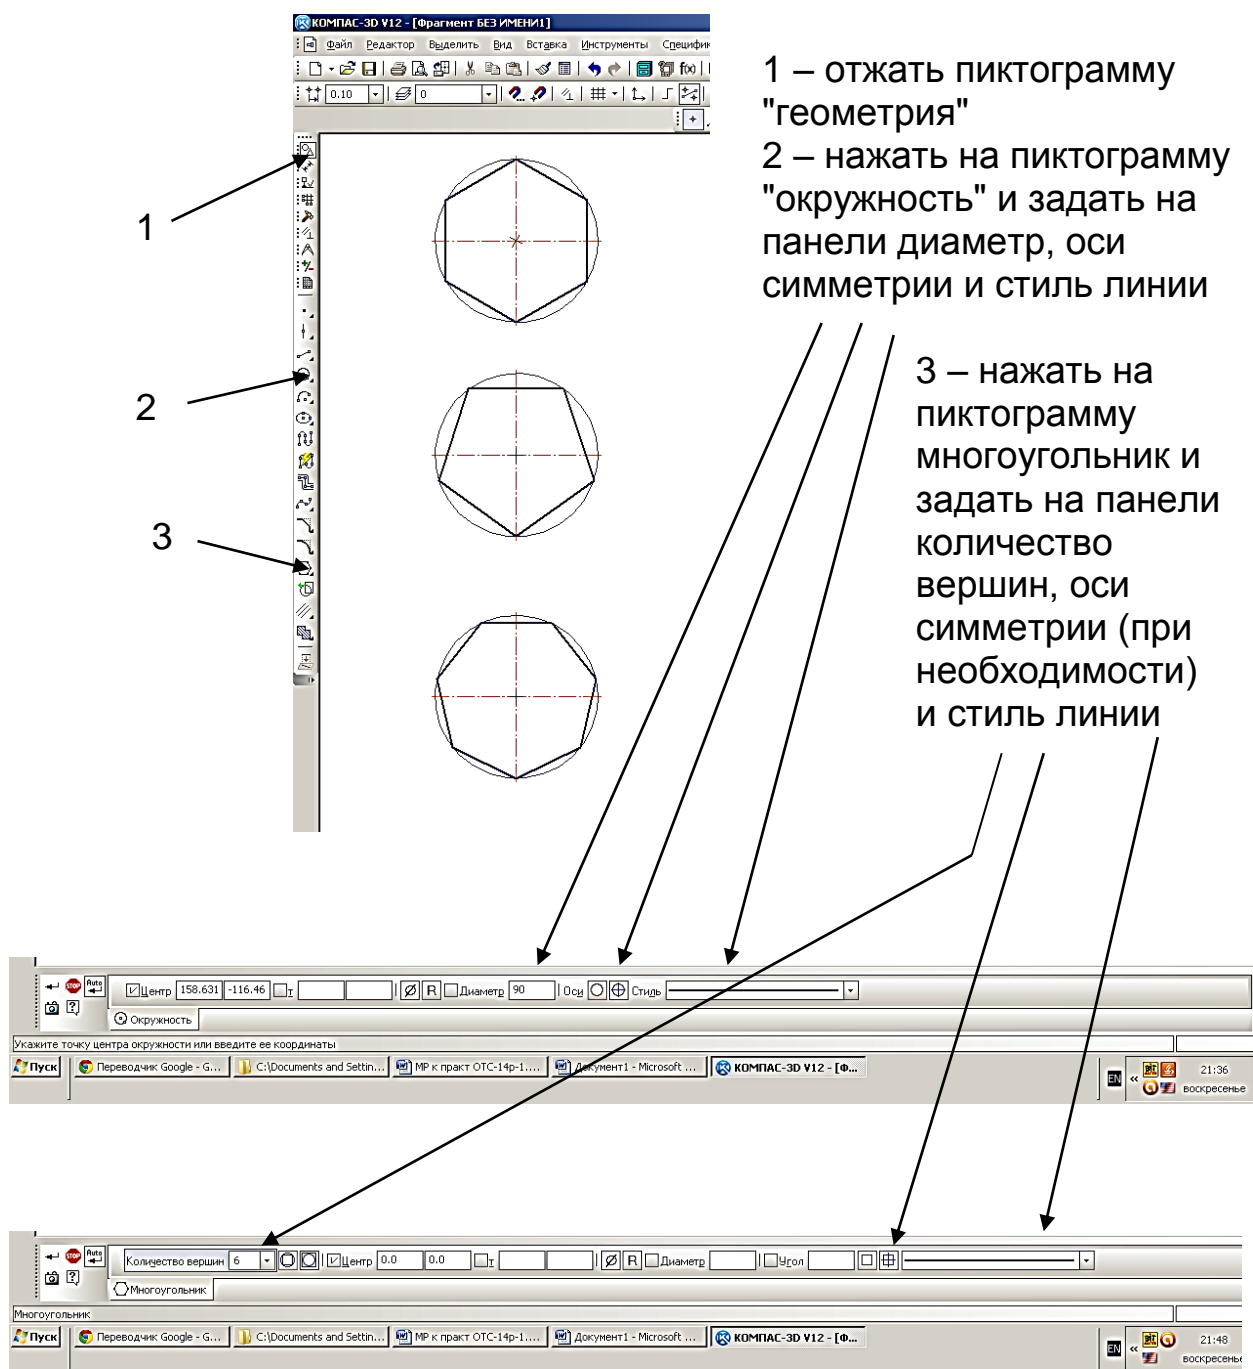 КОМПАС-3D V12 - [Фрагмент БЕЗ ИМЕНИ1]
Файл Редактор Выделить Вид Вставка Инструменты Специфик
f(x)
0.10 0
1 – отжать пиктограмму
"геометрия"
2 – нажать на пиктограмму
"окружность" и задать на
панели диаметр, оси
симметрии и стиль линии
3 – нажать на
пиктограмму
многоугольник и
задать на панели
количество
вершин, оси
симметрии (при
необходимости)
и стиль линии
1
2
3
STOP Auto Центр 158.631 -116.46 т Ø R Диаметр 90 Оси Стиль
Окружность
Укажите точку центра окружности или введите ее координаты
Пуск Переводчик Google - G... C:\Documents and Settin... МР к практ ОТС-14р-1.... Документ1 - Microsoft ... КОМПАС-3D V12 - [Ф... EN « 21:36
воскресенье
STOP Auto Количество вершин 6 Центр 0.0 0.0 т Ø R Диаметр Угол
Многоугольник
Многоугольник
Пуск Переводчик Google - G... C:\Documents and Settin... МР к практ ОТС-14р-1.... Документ1 - Microsoft ... КОМПАС-3D V12 - [Ф... EN « 21:48
воскресенье